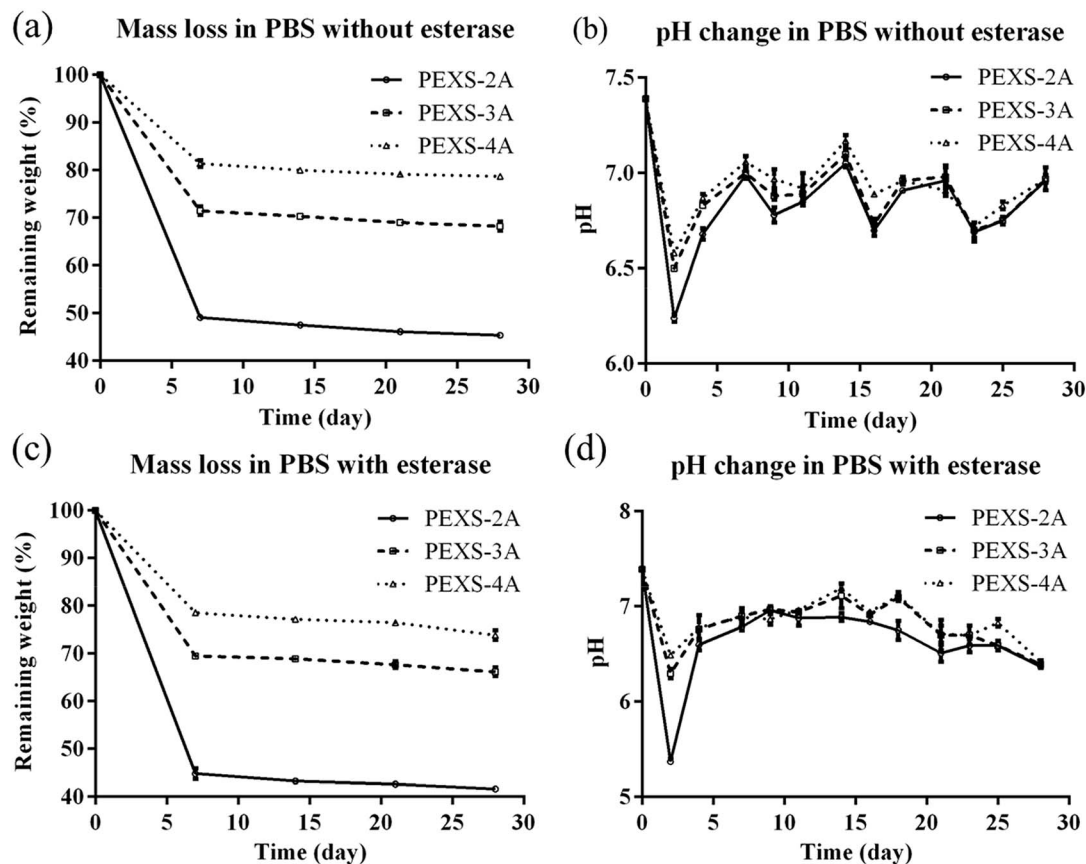 (a)
Mass loss in PBS without esterase
Remaining weight (%)
100
90
80
70
60
50
40
PEXS-2A
PEXS-3A
PEXS-4A
0 5 10 15 20 25 30
Time (day)
(b)
pH change in PBS without esterase
pH
7.5
7.0
6.5
6.0
PEXS-2A
PEXS-3A
PEXS-4A
0 5 10 15 20 25 30
Time (day)
(c)
Mass loss in PBS with esterase
Remaining weight (%)
100
90
80
70
60
50
40
PEXS-2A
PEXS-3A
PEXS-4A
0 5 10 15 20 25 30
Time (day)
(d)
pH change in PBS with esterase
pH
8
7
6
5
PEXS-2A
PEXS-3A
PEXS-4A
0 5 10 15 20 25 30
Time (day)